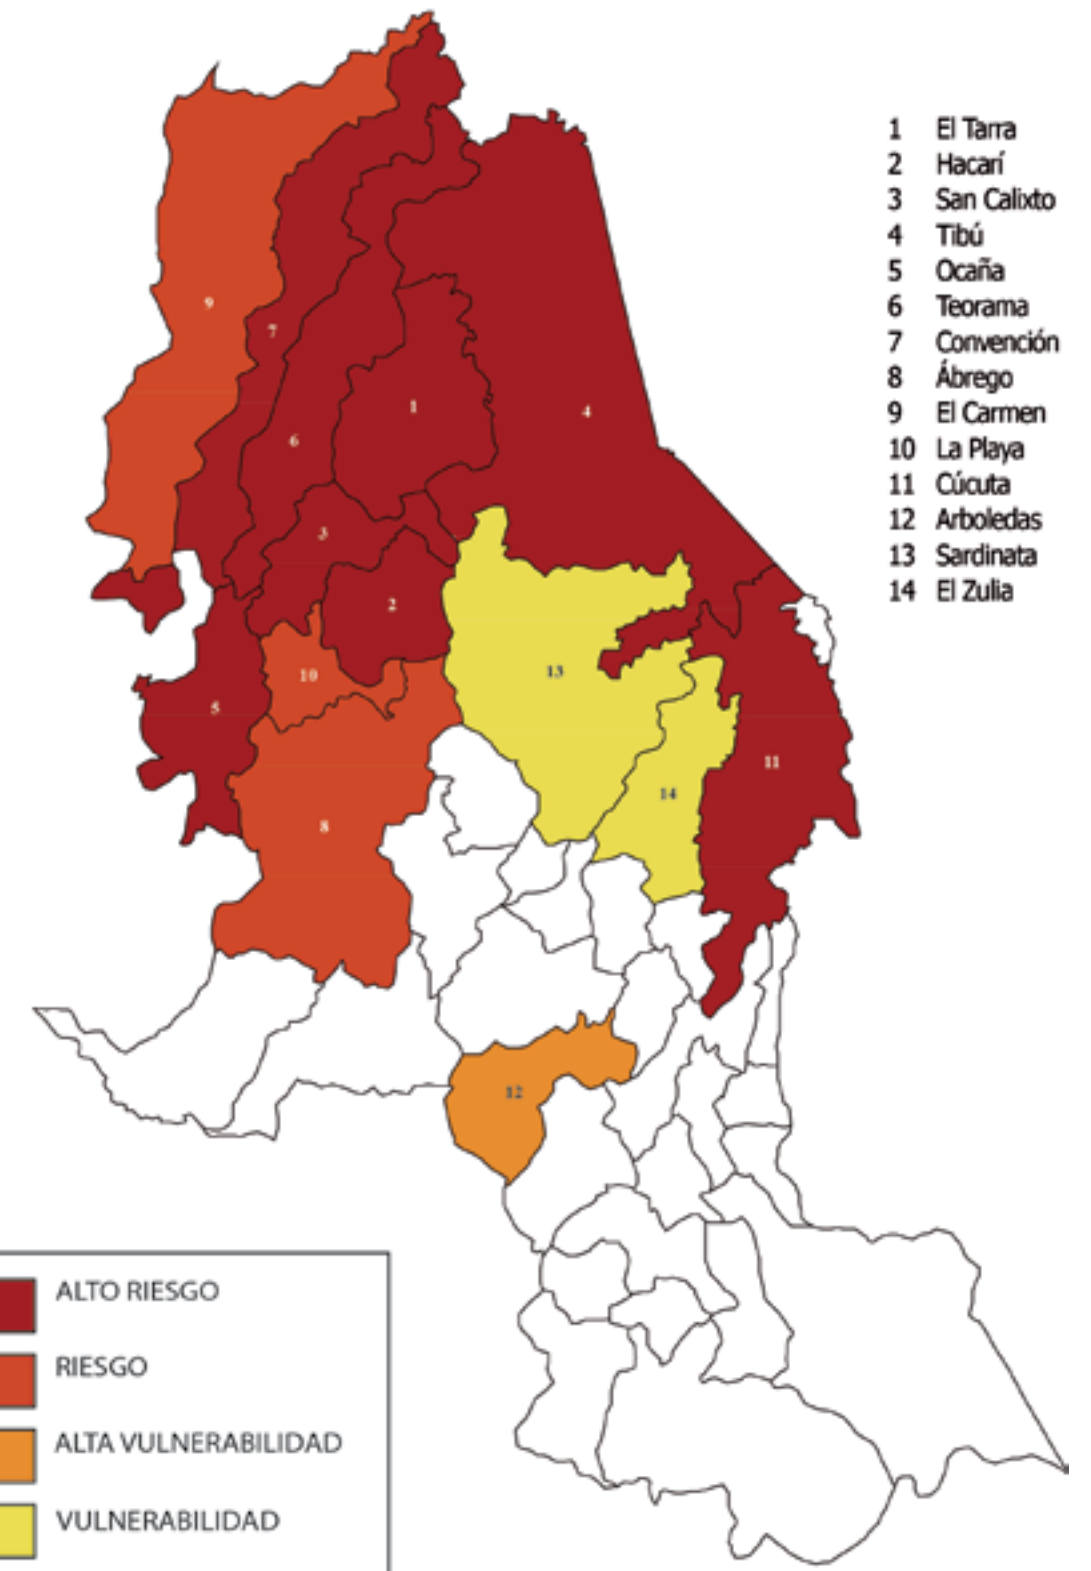 1 El Tarra
2 Hacarí
3 San Calixto
4 Tibú
5 Ocaña
6 Teorama
7 Convención
8 Ábrego
9 El Carmen
10 La Playa
11 Cúcuta
12 Arboledas
13 Sardinata
14 El Zulia
9
7
1
4
6
3
2
13
10
5
11
14
8
12
ALTO RIESGO
RIESGO
ALTA VULNERABILIDAD
VULNERABILIDAD